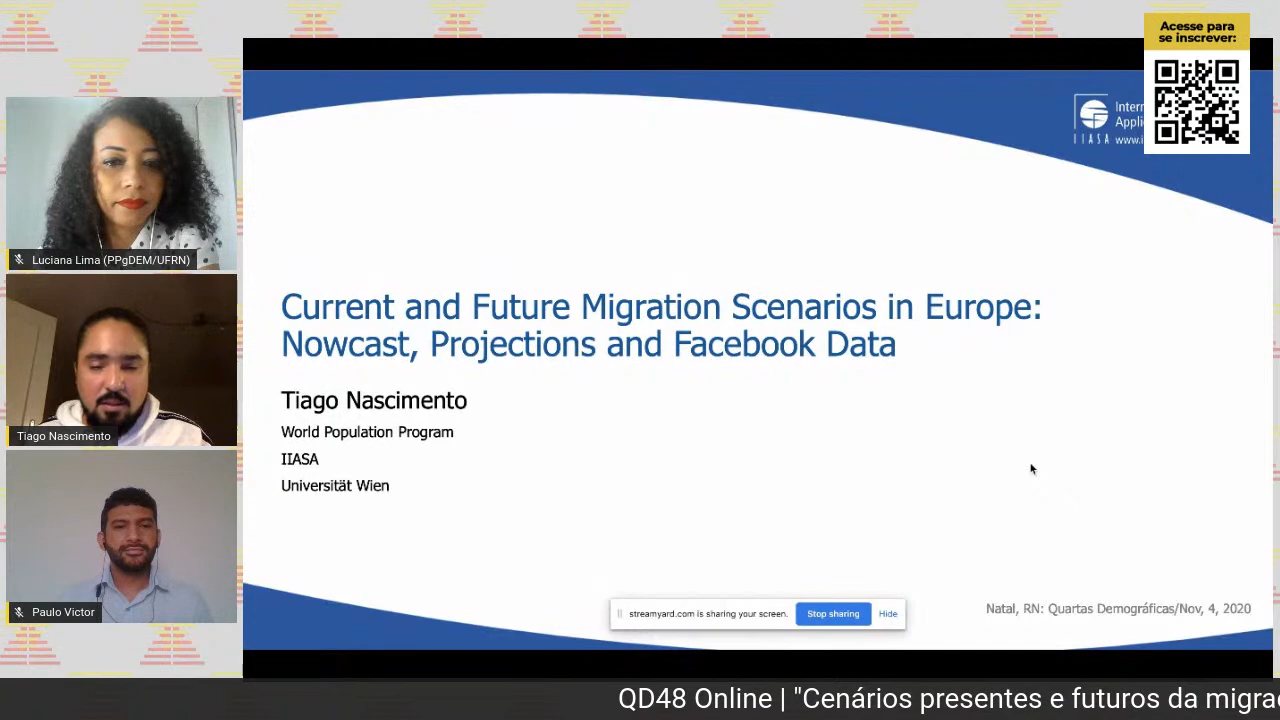 Acesse para
se inscrever:
IIASA
www.i
Luciana Lima (PPgDEM/UFRN)
Current and Future Migration Scenarios in Europe:
Nowcast, Projections and Facebook Data
Tiago Nascimento
World Population Program
IIASA
Universität Wien
Tiago Nascimento
Paulo Victor
streamyard.com is sharing your screen.
Stop sharing
Hide
Natal, RN: Quartas Demográficas/Nov, 4, 2020
QD48 Online | "Cenários presentes e futuros da migra